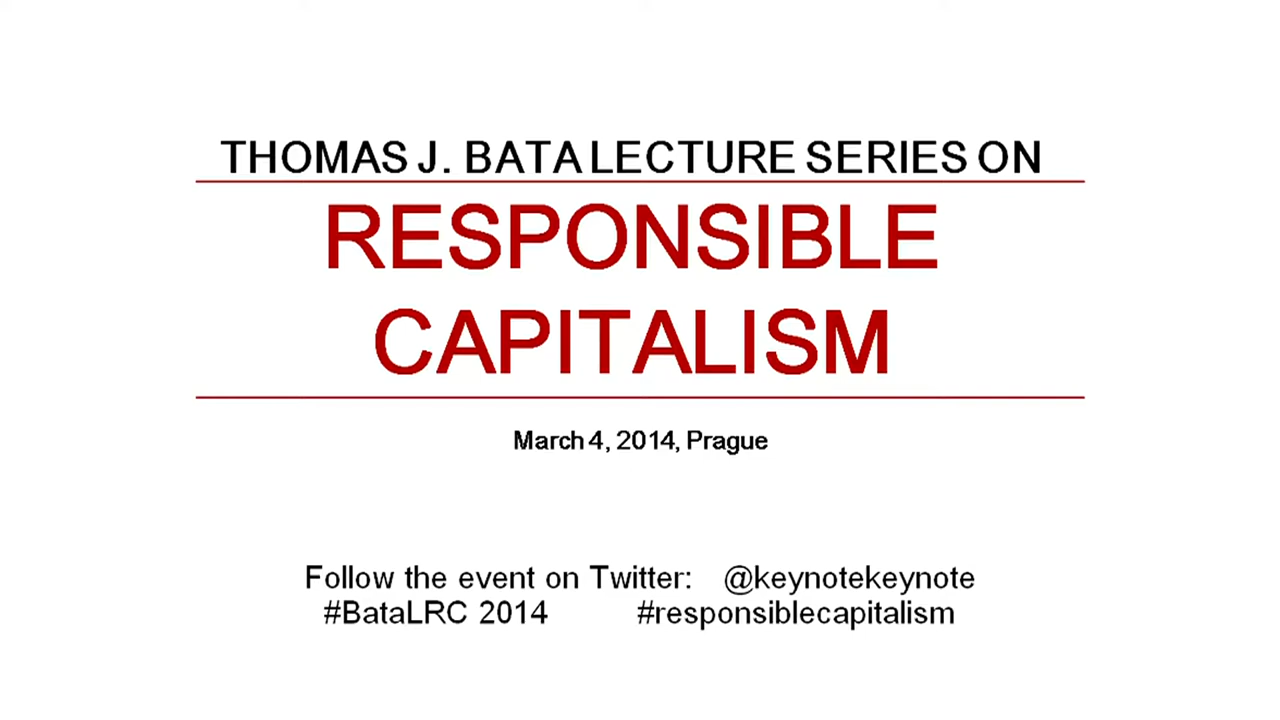 THOMAS J. BATA LECTURE SERIES ON
RESPONSIBLE
CAPITALISM
March 4, 2014, Prague
Follow the event on Twitter: @keynotekeynote
#BataLRC 2014 #responsiblecapitalism